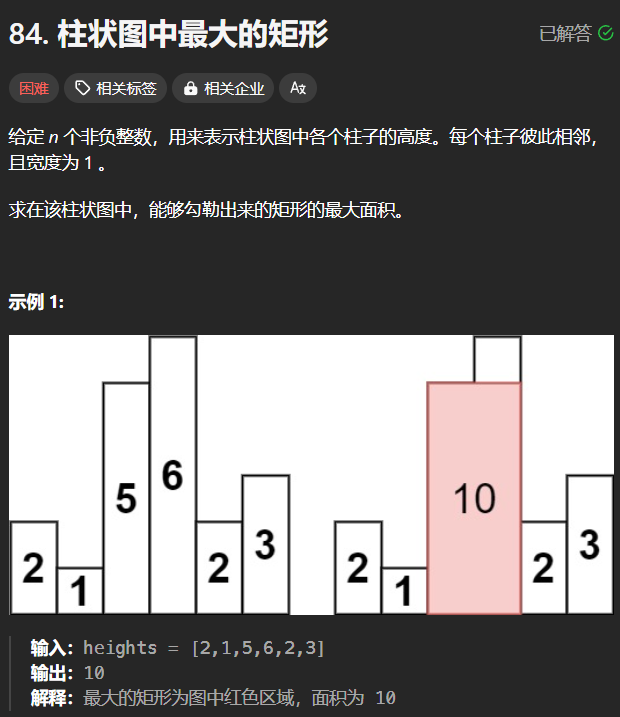 84. 柱状图中最大的矩形
已解答
困难 相关标签 相关企业 Aあ
给定 n 个非负整数，用来表示柱状图中各个柱子的高度。每个柱子彼此相邻，
且宽度为 1 。
求在该柱状图中，能够勾勒出来的矩形的最大面积。
示例 1:
2 1 5 6 2 3 2 1 10 2 3
输入：heights = [2,1,5,6,2,3]
输出：10
解释：最大的矩形为图中红色区域，面积为 10